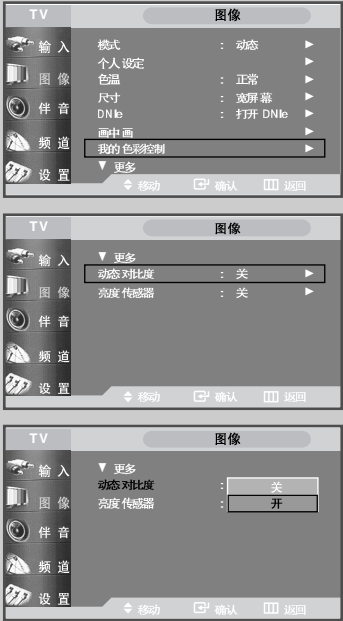 TV 图像
输入 模式 : 动态 ▶
个人设定 ▶
图像 色温 : 正常 ▶
尺寸 : 宽屏幕 ▶
伴音 DNIe : 打开 DNIe ▶
画中画 ▶
频道 我的色彩控制 ▶
▼ 更多
设置 移动 确认 返回
TV 图像
输入 ▼ 更多
动态对比度 : 关 ▶
图像 亮度传感器 : 关 ▶
伴音
频道
设置 移动 确认 返回
TV 图像
输入 ▼ 更多
动态对比度 : 关
图像 亮度传感器 : 开
伴音
频道
设置 移动 确认 返回